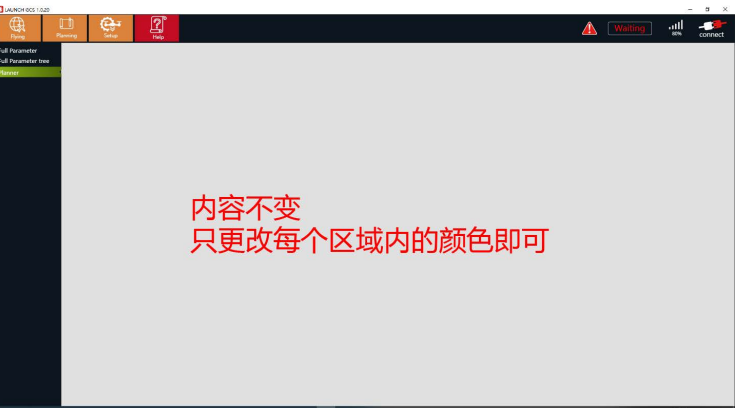 LAUNCH GCS 1.0.20
Flying
Planning
Setup
Help
Waiting
80%
connect
Full Parameter
Full Parameter tree
Planner
内容不变
只更改每个区域内的颜色即可